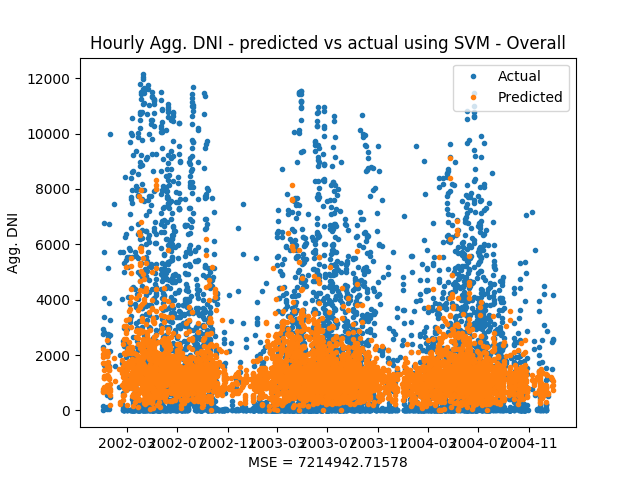 Hourly Agg. DNI - predicted vs actual using SVM - Overall
Actual
Predicted
12000
10000
8000
6000
4000
2000
0
Agg. DNI
2002-03 2002-07 2002-11 2003-03 2003-07 2003-11 2004-03 2004-07 2004-11
MSE = 7214942.71578